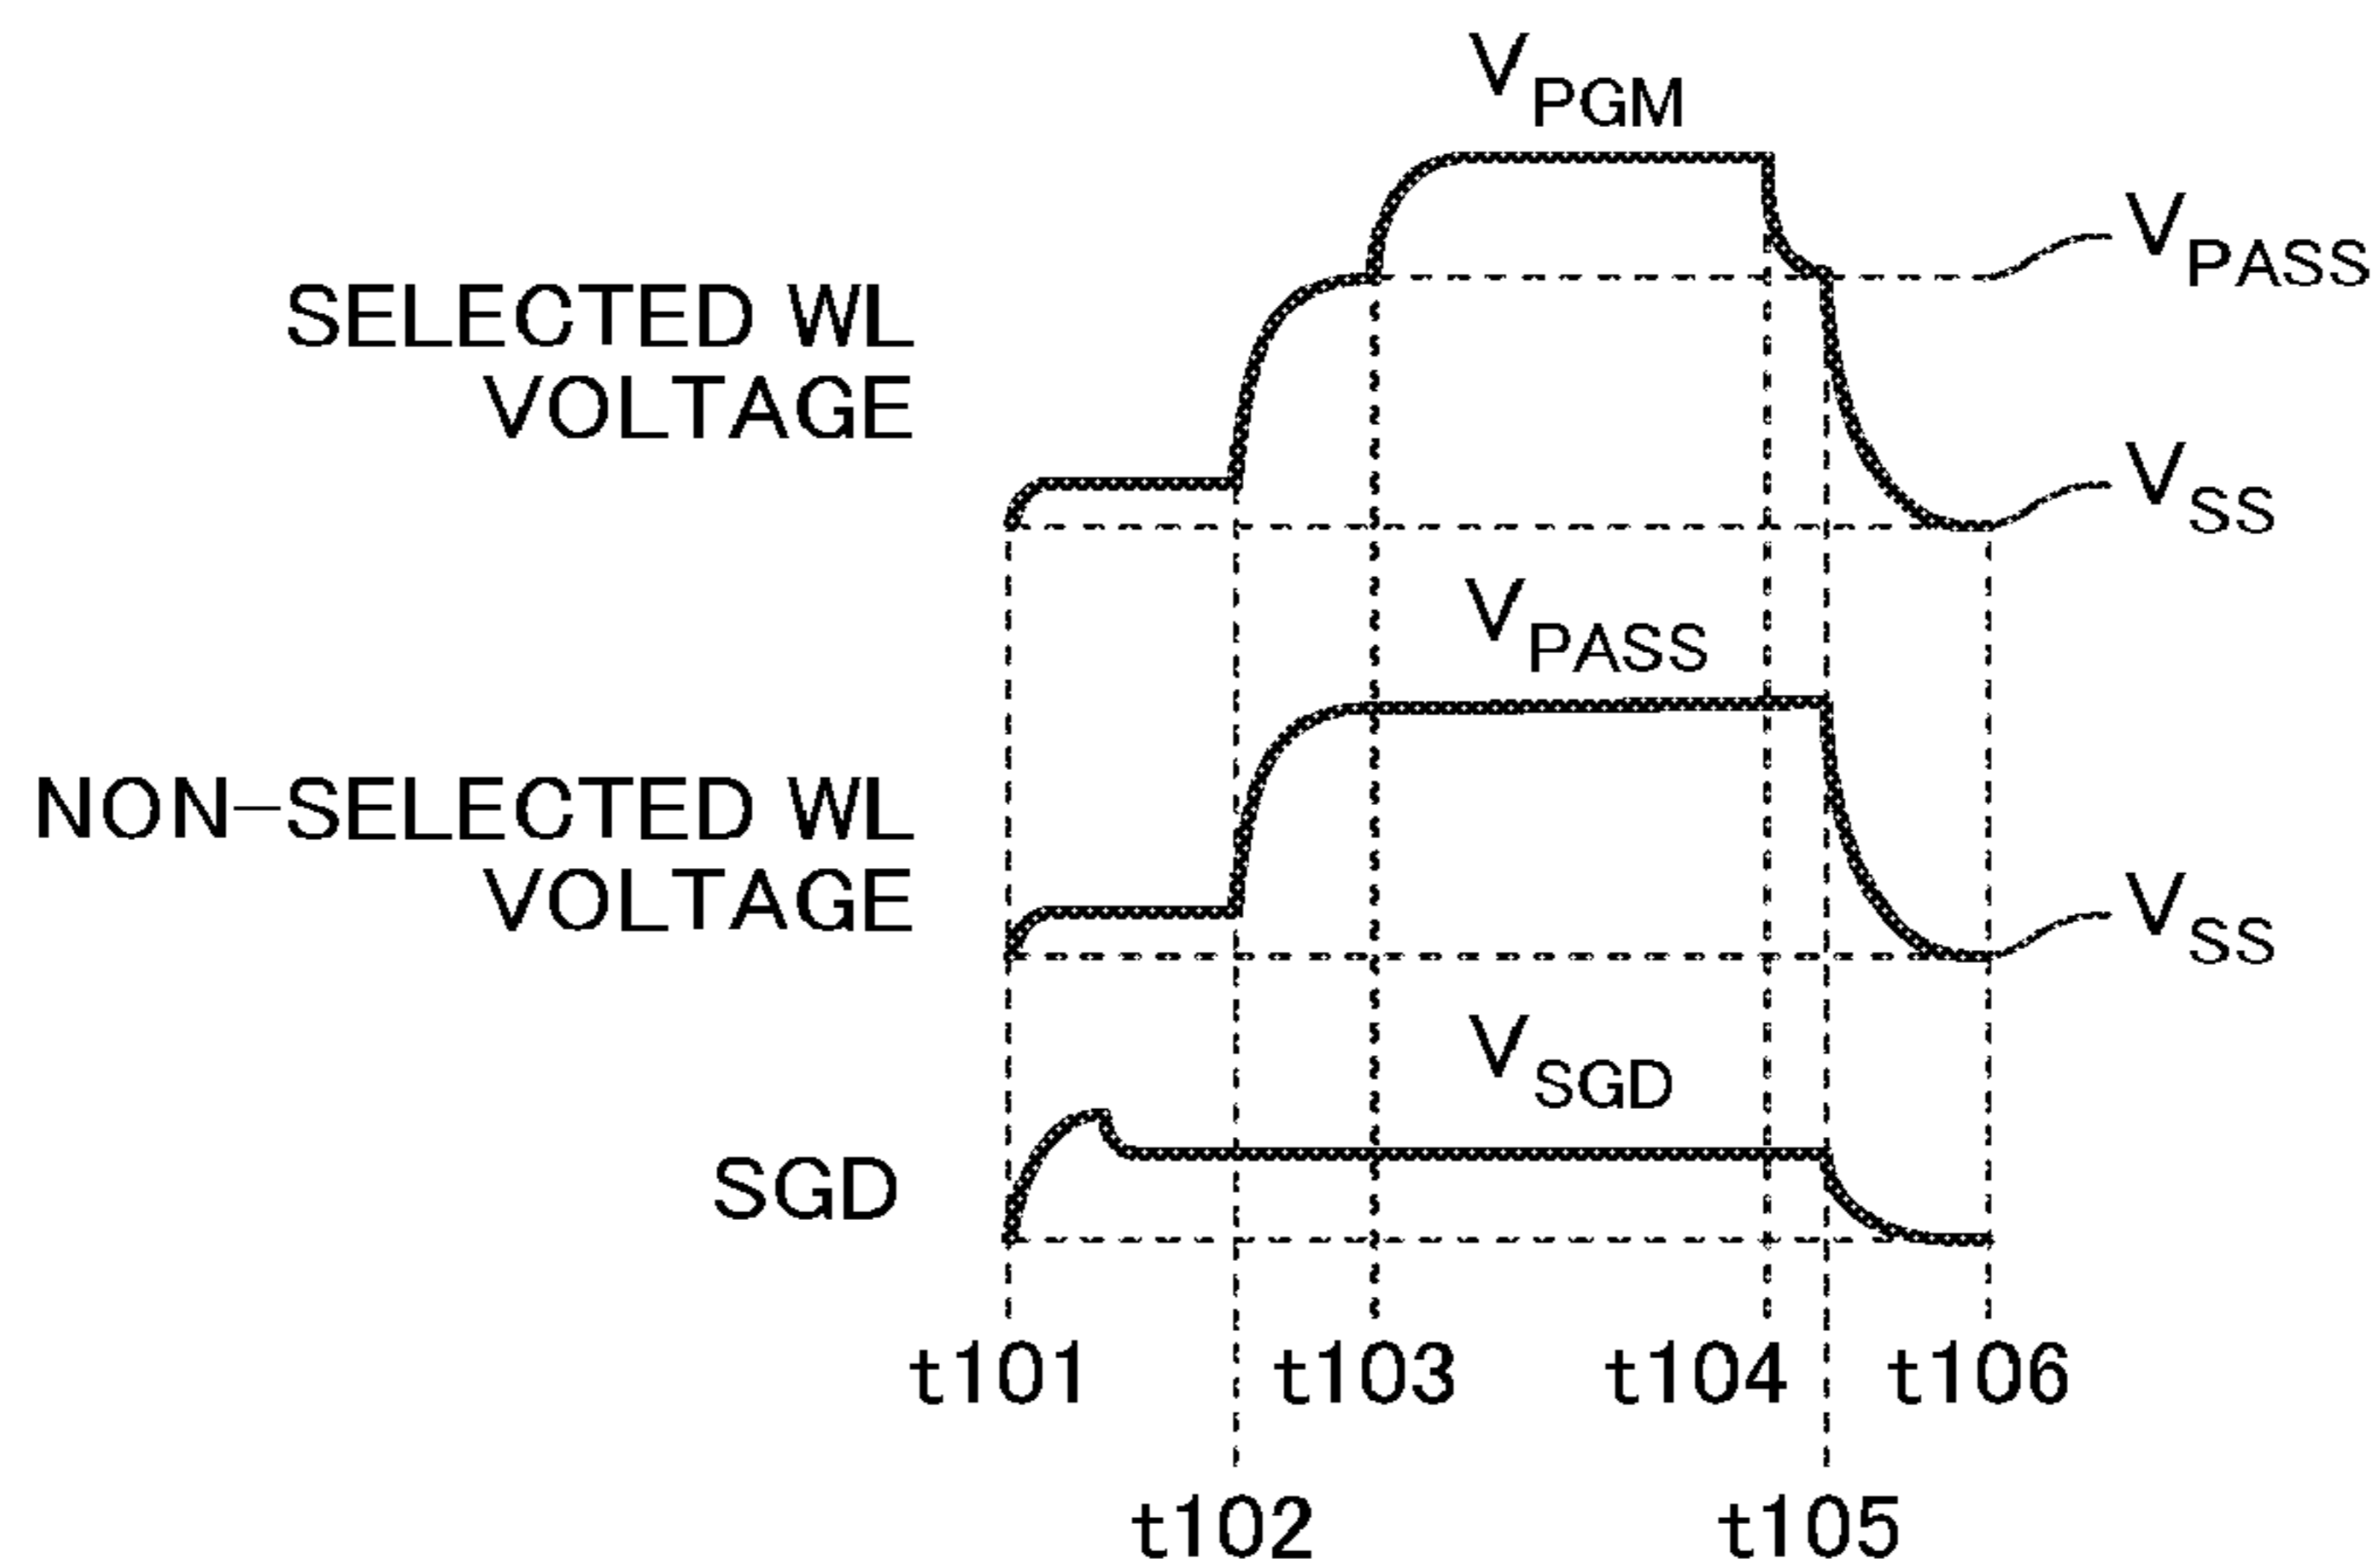 VPGM
VPASS
SELECTED WL
VOLTAGE
VSS
VPASS
NON-SELECTED WL
VOLTAGE
VSS
VSGD
SGD
t101
t103
t104
t106
t102
t105